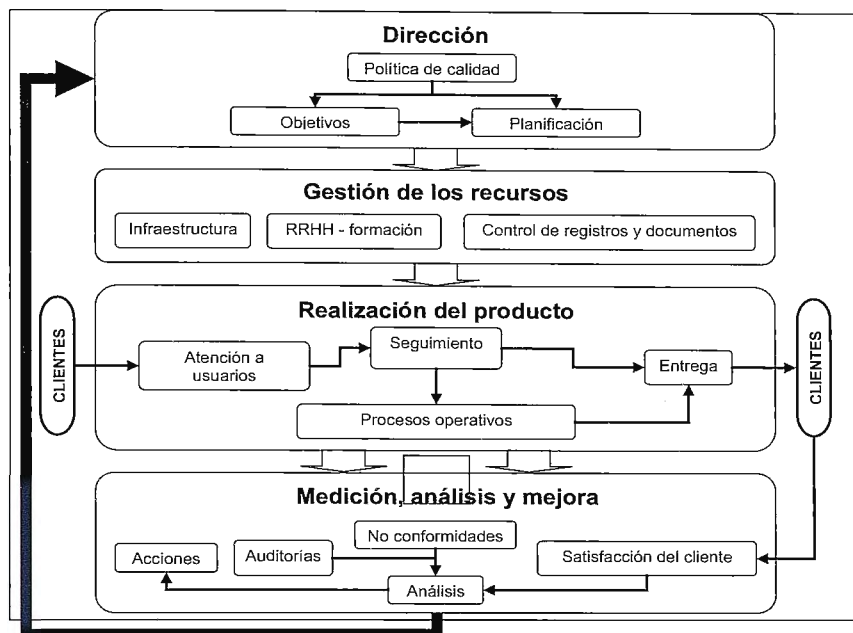 Dirección
Política de calidad
Objetivos
Planificación
Gestión de los recursos
Infraestructura
RRHH - formación
Control de registros y documentos
Realización del producto
CLIENTES
Atención a
usuarios
Seguimiento
Entrega
CLIENTES
Procesos operativos
Medición, análisis y mejora
No conformidades
Acciones
Auditorías
Satisfacción del cliente
Análisis